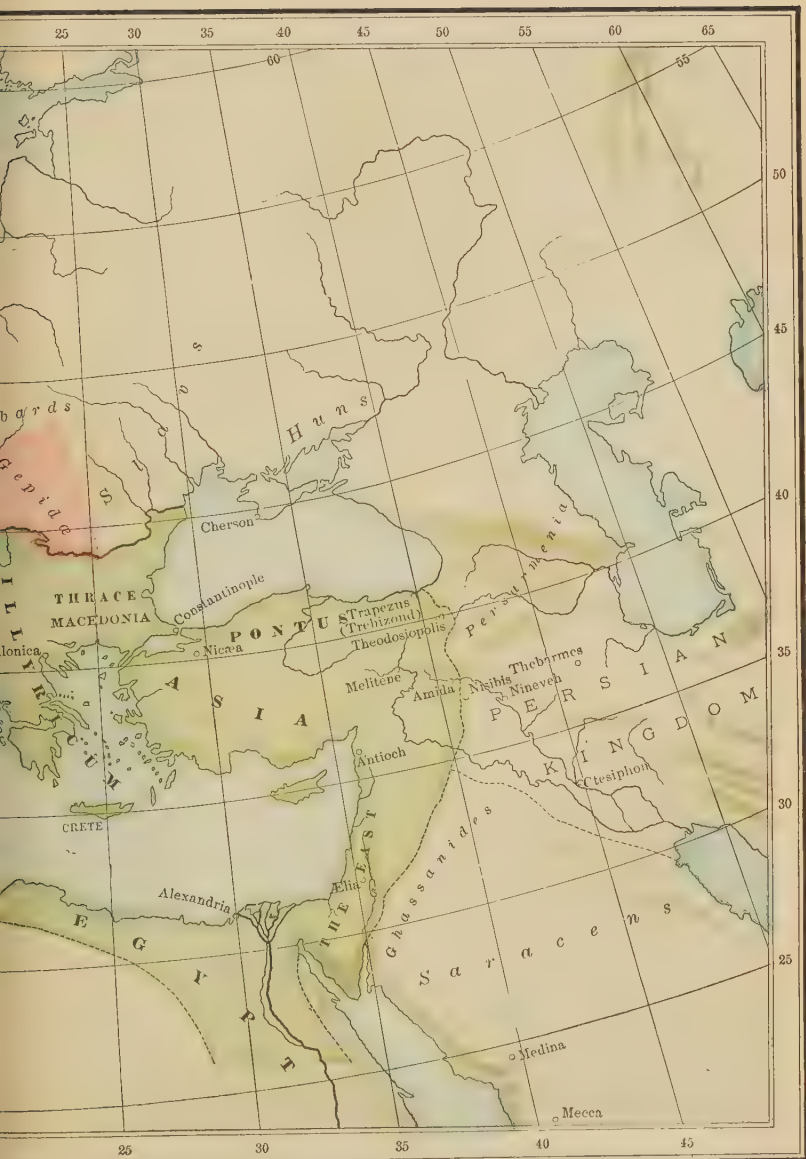 25 30 35 40 45 50 55 60 65
60
55
50
45
40
35
30
25
bards
Gepidæ
Huns
Cherson
THRACE
MACEDONIA
Constantinople
Nicæa
PONTUS
Trapezus
(Trebizond)
Theodosiopolis
Persarmenia
lonica
ILLYRICUM
ASIA
Melitene
Amida
Nisibis
Nineveh
Thebarmes
PERSIAN
KINGDOM
Ctesiphon
Antioch
CRETE
THE EAST
Elia
Alexandria
EGYPT
Ghassanides
Saracens
Medina
Mecca
25 30 35 40 45